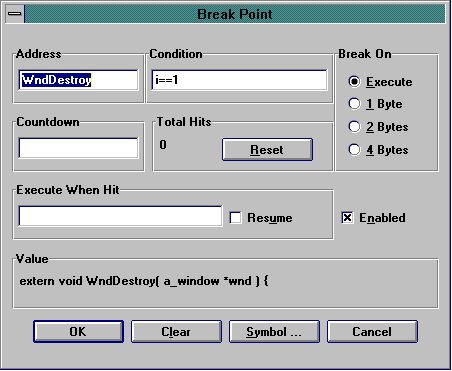 Break Point
Address
WndDestroy
Condition
i==1
Break On
Execute
1 Byte
2 Bytes
4 Bytes
Countdown
Total Hits
0
Reset
Execute When Hit
Resume
Enabled
Value
extern void WndDestroy( a_window *wnd ) {
OK
Clear
Symbol ...
Cancel